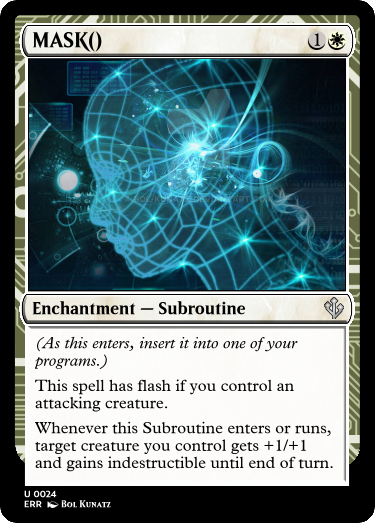 MASK()
1
Enchantment — Subroutine
(As this enters, insert it into one of your
programs.)
This spell has flash if you control an
attacking creature.
Whenever this Subroutine enters or runs,
target creature you control gets +1/+1
and gains indestructible until end of turn.
U 0024
ERR Bol Kunatz